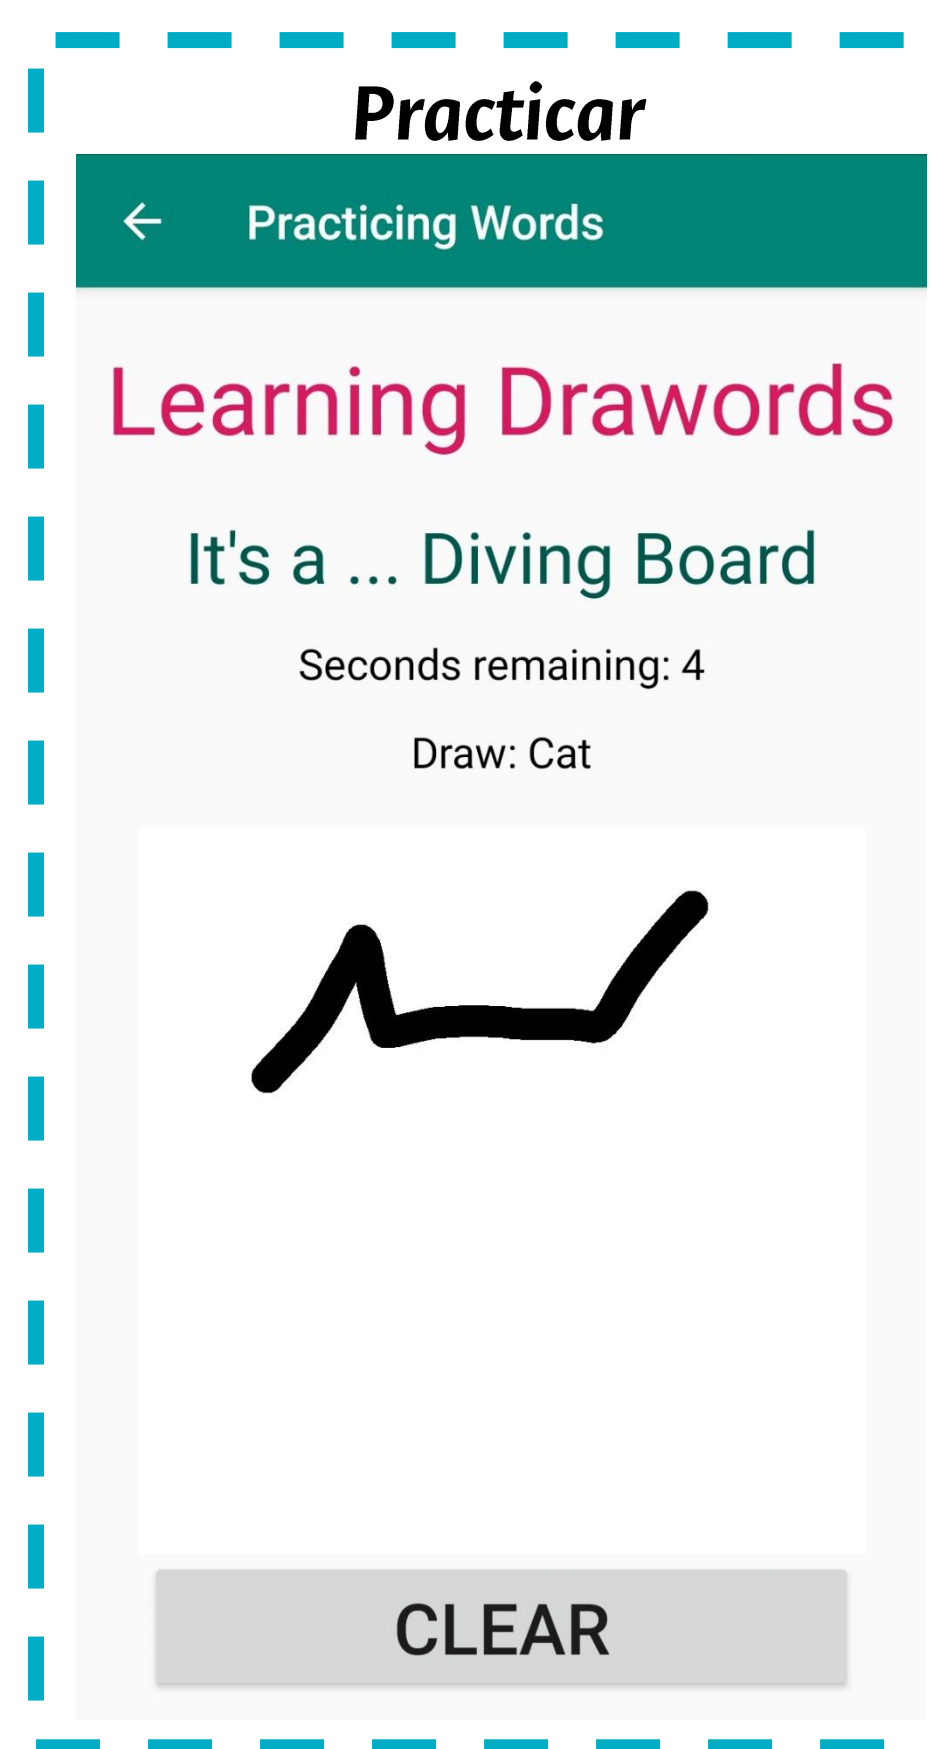 Practicar
Practicing Words
Learning Drawords
It's a ... Diving Board
Seconds remaining: 4
Draw: Cat
CLEAR